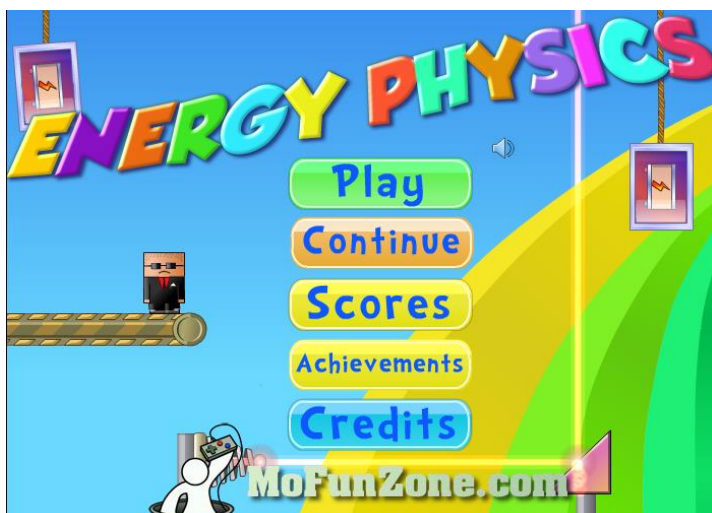 ENERGY PHYSICS
Play
Continue
Scores
Achievements
Credits
MoFunZone.com